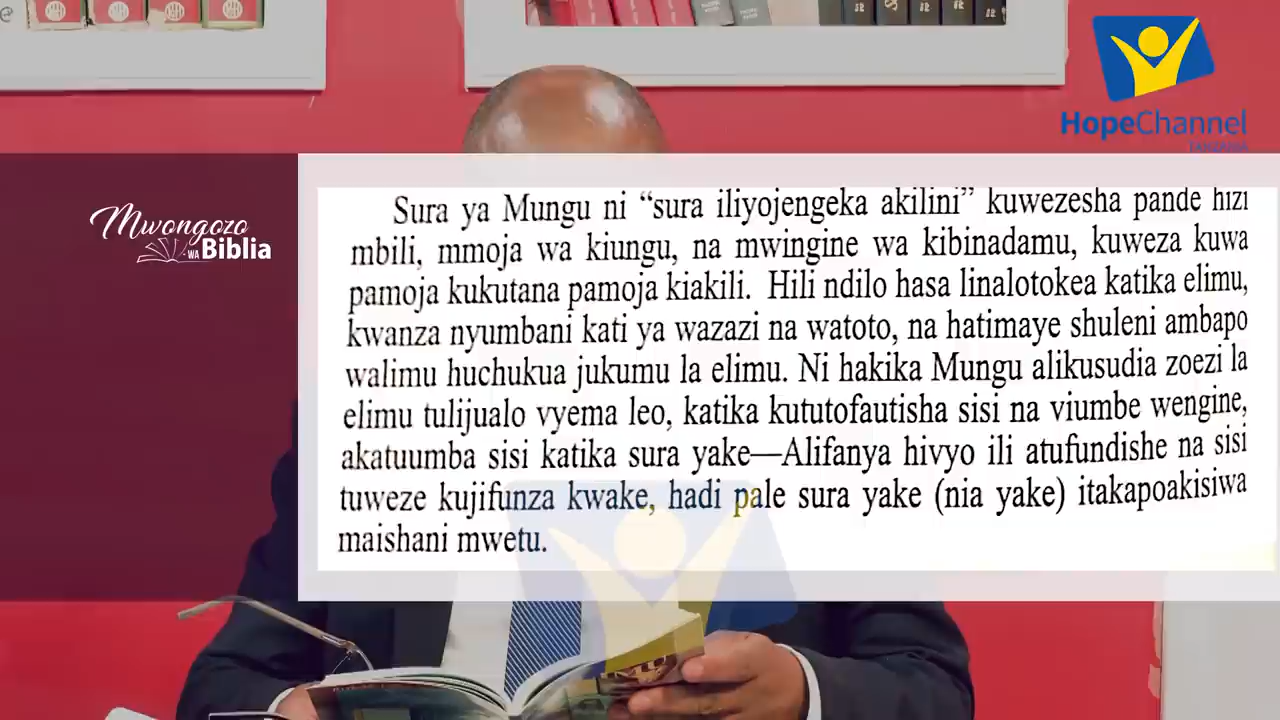 HopeChannel
TANZANIA
Mwongozo
WA Biblia
Sura ya Mungu ni “sura iliyojengeka akilini” kuwezesha pande hizi
mbili, mmoja wa kiungu, na mwingine wa kibinadamu, kuweza kuwa
pamoja kukutana pamoja kiakili. Hili ndilo hasa linalotokea katika elimu,
kwanza nyumbani kati ya wazazi na watoto, na hatimaye shuleni ambapo
walimu huchukua jukumu la elimu. Ni hakika Mungu alikusudia zoezi la
elimu tulijualo vyema leo, katika kututofautisha sisi na viumbe wengine,
akatuumba sisi katika sura yake—Alifanya hivyo ili atufundishe na sisi
tuweze kujifunza kwake, hadi pale sura yake (nia yake) itakapoakisiwa
maishani mwetu.